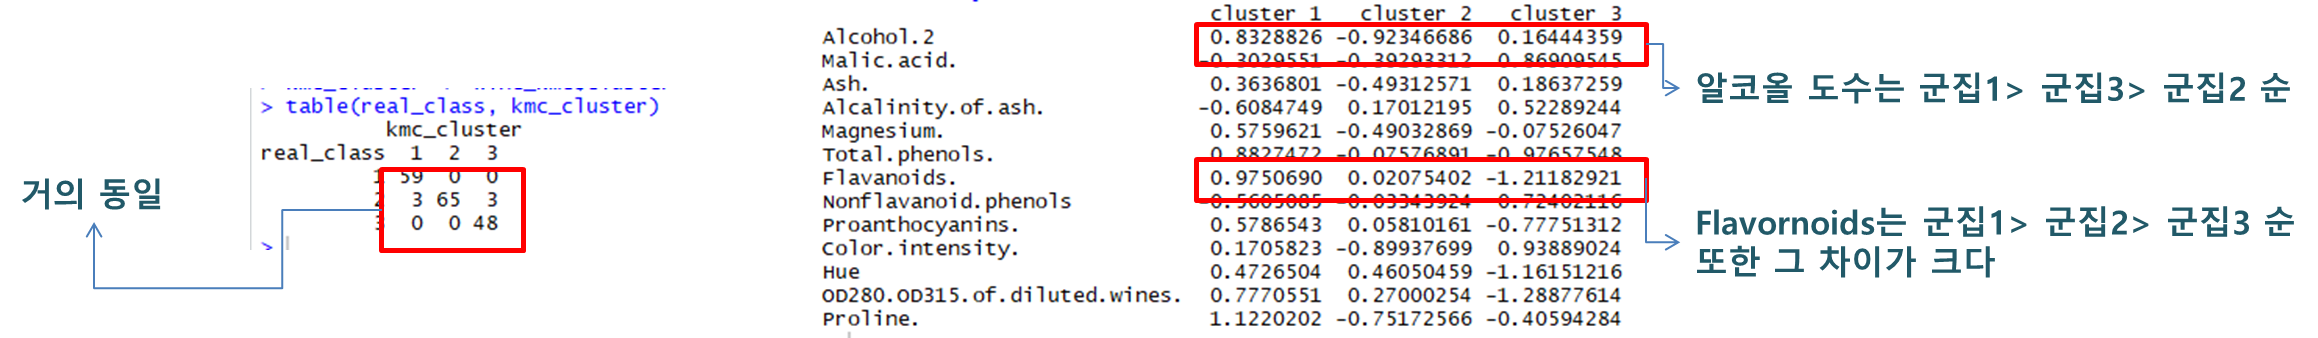 > table(real_class, kmc_cluster)
kmc_cluster
real_class 1 2 3
1 59 0 0
2 3 65 3
3 0 0 48
>
거의 동일
cluster 1 cluster 2 cluster 3
Alcohol.2 0.8328826 -0.92346686 0.16444359
Malic.acid. -0.3029551 -0.39293312 0.86909545
Ash. 0.3636801 -0.49312571 0.18637259
Alcalinity.of.ash. -0.6084749 0.17012195 0.52289244
Magnesium. 0.5759621 -0.49032869 -0.07526047
Total.phenols. 0.8827472 -0.07576891 -0.97657548
Flavanoids. 0.9750690 0.02075402 -1.21182921
Nonflavanoid.phenols -0.5605085 -0.03343924 0.72402116
Proanthocyanins. 0.5786543 0.05810161 -0.77751312
Color.intensity. 0.1705823 -0.89937699 0.93889024
Hue 0.4726504 0.46050459 -1.16151216
OD280.OD315.of.diluted.wines. 0.7770551 0.27000254 -1.28877614
Proline. 1.1220202 -0.75172566 -0.40594284
알코올 도수는 군집1> 군집3> 군집2 순
Flavornoids는 군집1> 군집2> 군집3 순
또한 그 차이가 크다